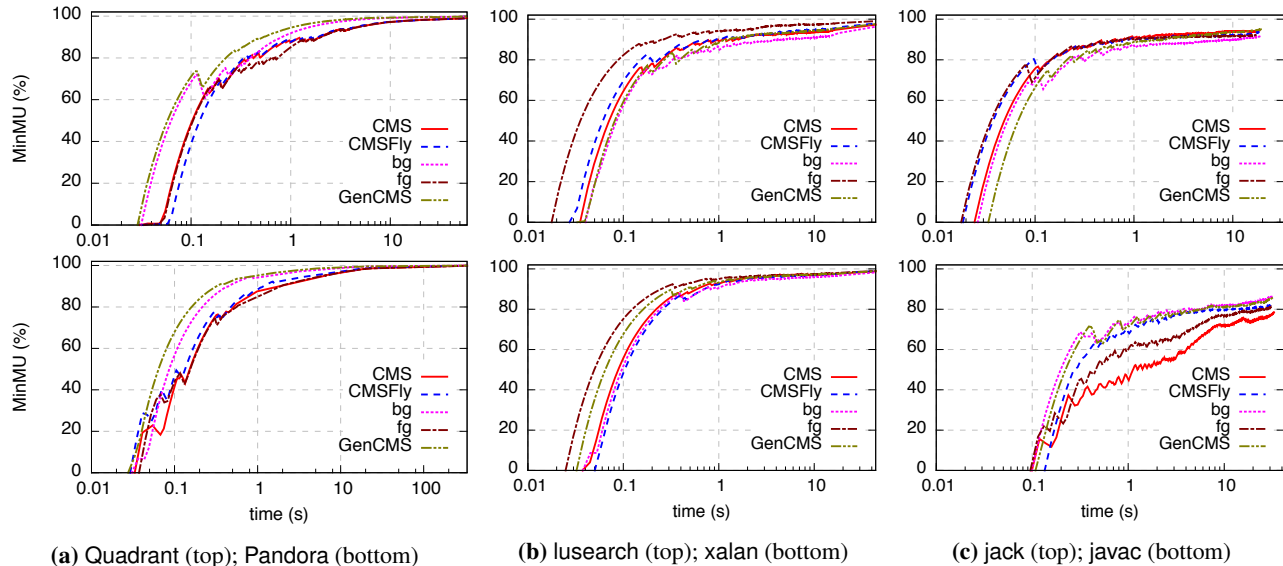 MinMU (%)
100
80
60
40
20
0
0.01 0.1 1 10
CMS
CMSFly
bg
fg
GenCMS
100
80
60
40
20
0
0.01 0.1 1 10
CMS
CMSFly
bg
fg
GenCMS
100
80
60
40
20
0
0.01 0.1 1 10
CMS
CMSFly
bg
fg
GenCMS
MinMU (%)
100
80
60
40
20
0
0.01 0.1 1 10 100
time (s)
CMS
CMSFly
bg
fg
GenCMS
100
80
60
40
20
0
0.01 0.1 1 10
time (s)
CMS
CMSFly
bg
fg
GenCMS
100
80
60
40
20
0
0.01 0.1 1 10
time (s)
CMS
CMSFly
bg
fg
GenCMS
(a) Quadrant (top); Pandora (bottom)
(b) lusearch (top); xalan (bottom)
(c) jack (top); javac (bottom)